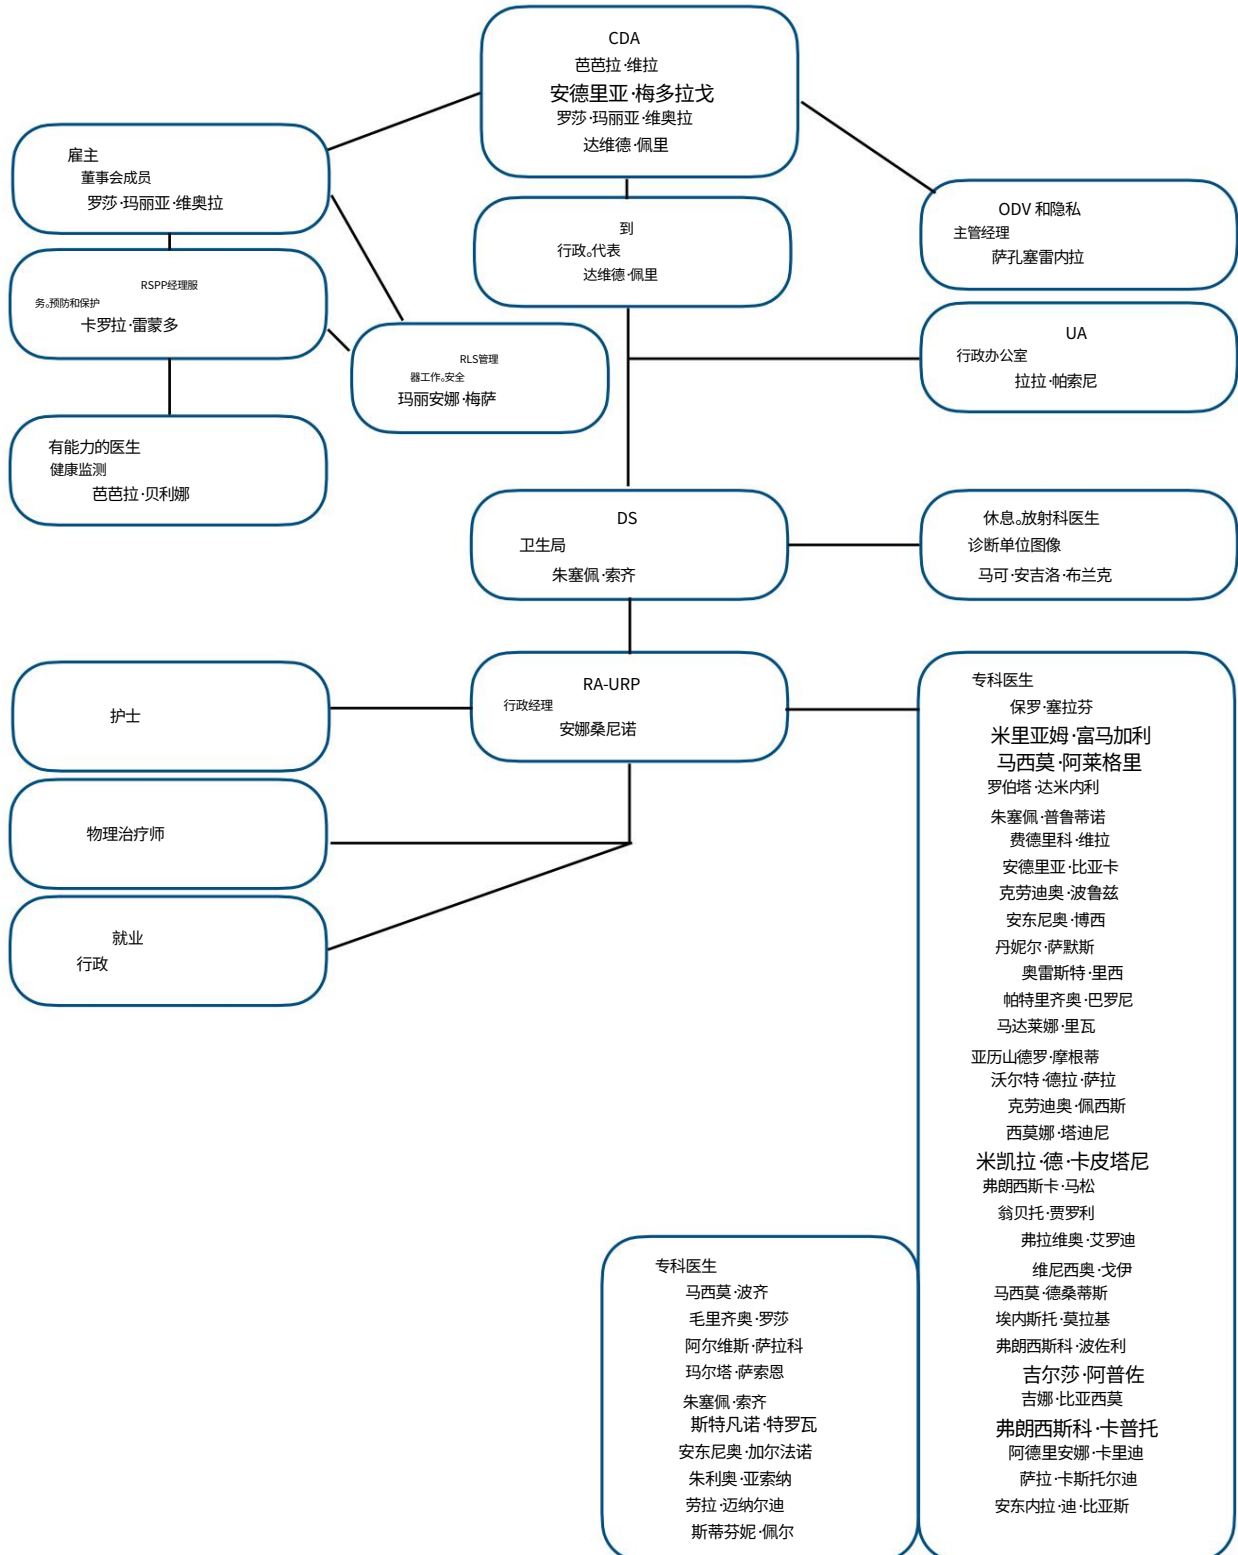 CDA
芭芭拉·维拉
安德里亚·梅多拉戈
罗莎·玛丽亚·维奥拉
达维德·佩里
雇主
董事会成员
罗莎·玛丽亚·维奥拉
到
行政。代表
达维德·佩里
ODV 和隐私
主管经理
萨孔塞雷内拉
RSPP经理服
务。预防和保护
卡罗拉·雷蒙多
RLS管理
器工作。安全
玛丽安娜·梅萨
UA
行政办公室
拉拉·帕索尼
有能力的医生
健康监测
芭芭拉·贝利娜
DS
卫生局
朱塞佩·索齐
休息。放射科医生
诊断单位图像
马可·安吉洛·布兰克
护士
RA-URP
行政经理
安娜桑尼诺
物理治疗师
就业
行政
专科医生
保罗·塞拉芬
米里亚姆·富马加利
马西莫·阿莱格里
罗伯塔·达米内利
朱塞佩·普鲁蒂诺
费德里科·维拉
安德里亚·比亚卡
克劳迪奥·波鲁兹
安东尼奥·博西
丹妮尔·萨默斯
奥雷斯特·里西
帕特里齐奥·巴罗尼
马达莱娜·里瓦
亚历山德罗·摩根蒂
沃尔特·德拉·萨拉
克劳迪奥·佩西斯
西莫娜·塔迪尼
米凯拉·德·卡皮塔尼
弗朗西斯卡·马松
翁贝托·贾罗利
弗拉维奥·艾罗迪
维尼西奥·戈伊
马西莫·德桑蒂斯
埃内斯托·莫拉基
弗朗西斯科·波佐利
吉尔莎·阿普佐
吉娜·比亚西莫
弗朗西斯科·卡普托
阿德里安娜·卡里迪
萨拉·卡斯托尔迪
安东内拉·迪·比亚斯
专科医生
马西莫·波齐
毛里齐奥·罗莎
阿尔维斯·萨拉科
玛尔塔·萨索恩
朱塞佩·索齐
斯特凡诺·特罗瓦
安东尼奥·加尔法诺
朱利奥·亚索纳
劳拉·迈纳尔迪
斯蒂芬妮·佩尔